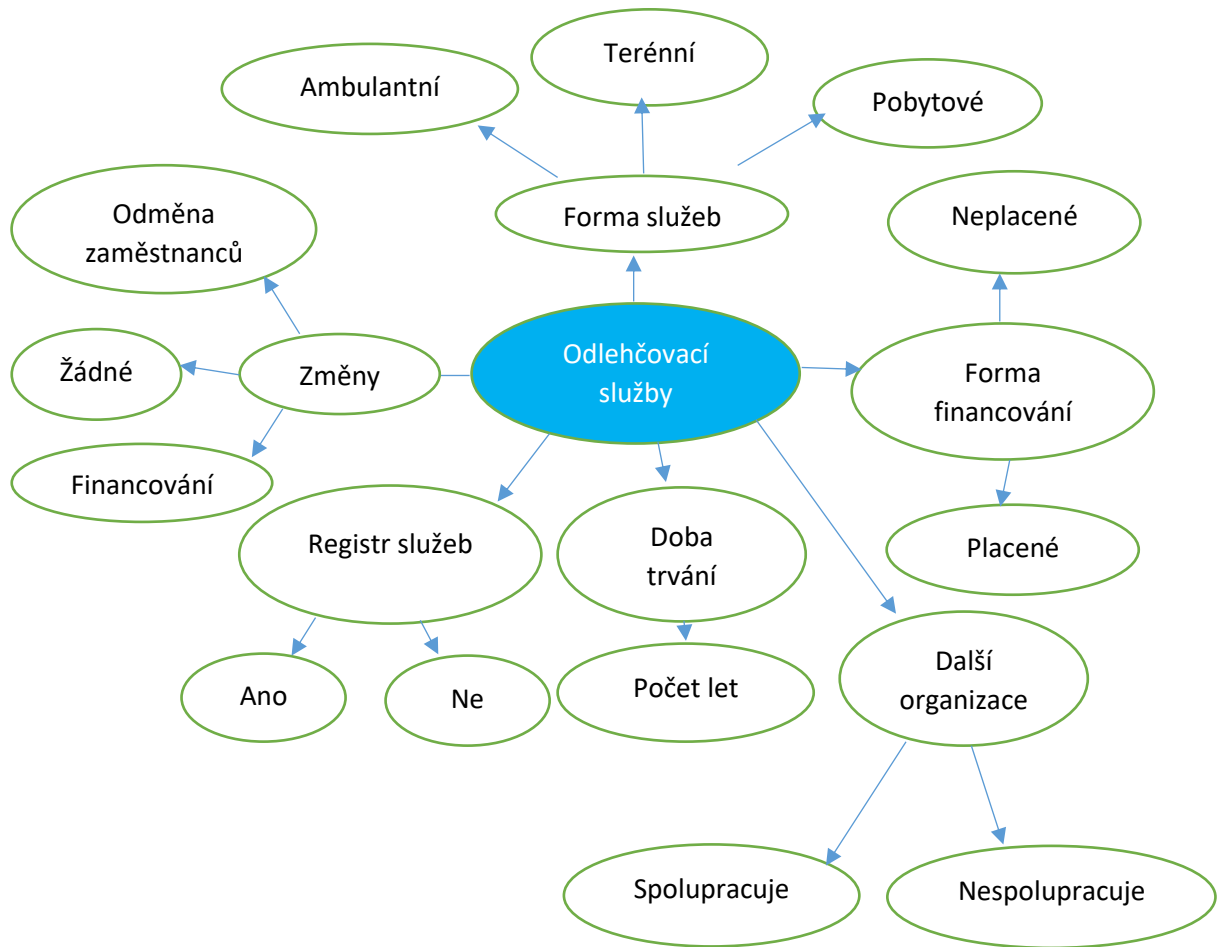 Terénní
Ambulantní
Pobytové
Odměna
zaměstnanců
Forma služeb
Neplacené
Žádné
Změny
Odlehčovací
služby
Forma
financování
Financování
Registr služeb
Doba
trvání
Placené
Ano
Ne
Počet let
Další
organizace
Spolupracuje
Nespolupracuje